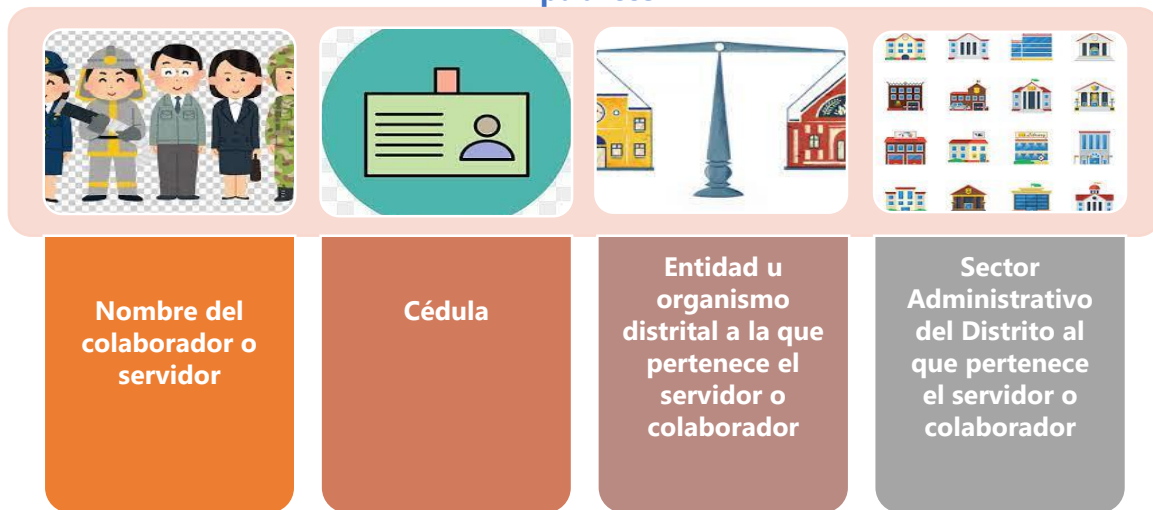 Nombre del
colaborador o
servidor
Cédula
Entidad u
organismo
distrital a la que
pertenece el
servidor o
colaborador
Sector
Administrativo
del Distrito al
que pertenece
el servidor o
colaborador